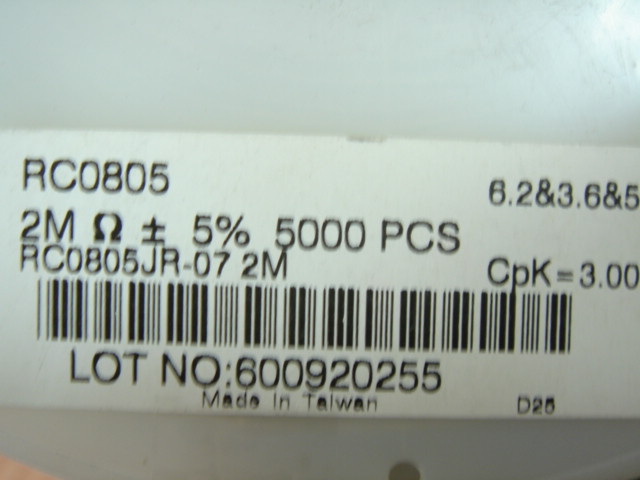 RC0805
6.2&3.6&5
2M Ω ± 5% 5000 PCS
RC0805JR-07 2M
CpK=3.00
LOT NO:600920255
Made In Taiwan
D25